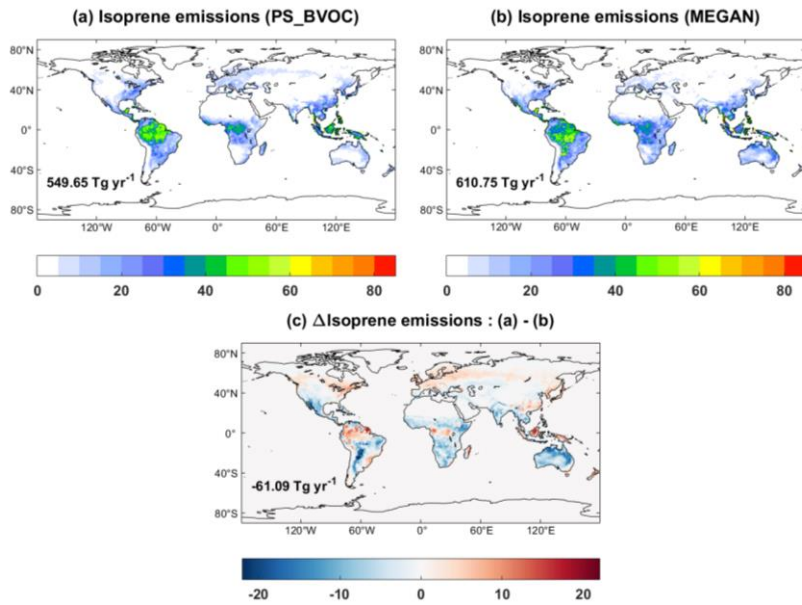 (a) Isoprene emissions (PS_BVOC)
80°N
40°N
0°
40°S
80°S
549.65 Tg yr⁻¹
120°W 60°W 0° 60°E 120°E
0 20 40 60 80
(b) Isoprene emissions (MEGAN)
80°N
40°N
0°
40°S
80°S
610.75 Tg yr⁻¹
120°W 60°W 0° 60°E 120°E
0 20 40 60 80
(c) ΔIsoprene emissions : (a) - (b)
80°N
40°N
0°
40°S
80°S
-61.09 Tg yr⁻¹
120°W 60°W 0° 60°E 120°E
-20 -10 0 10 20